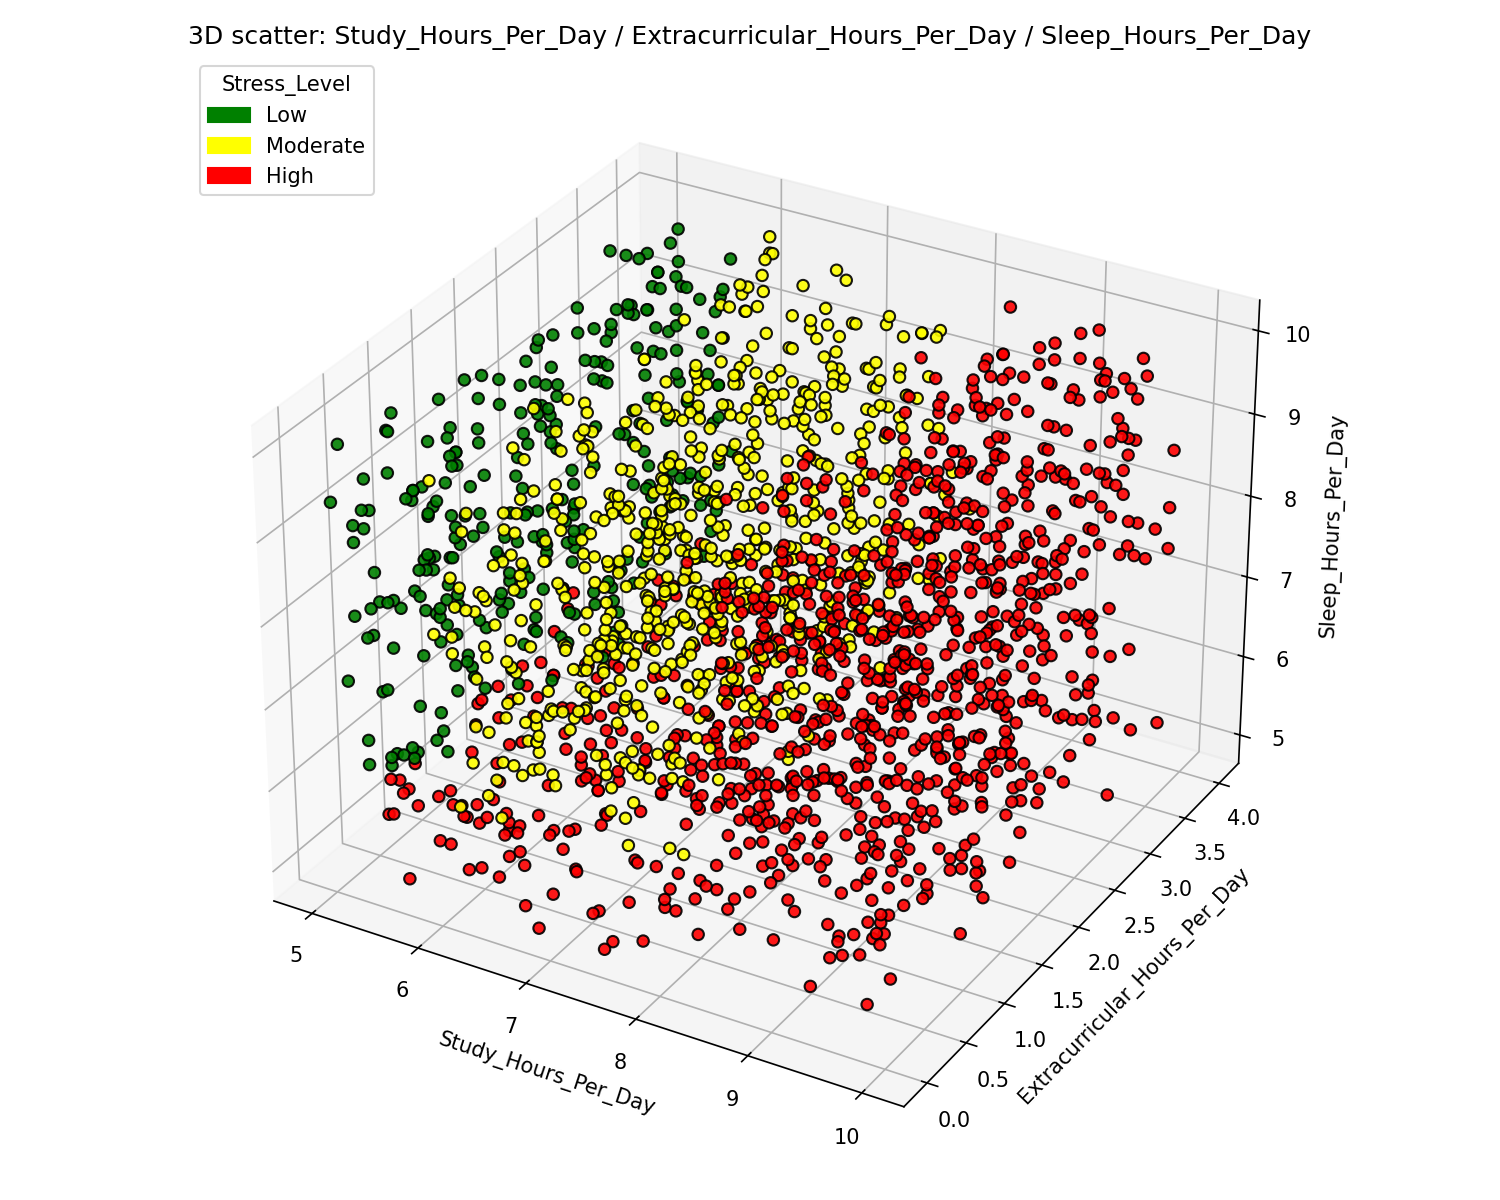 3D scatter: Study_Hours_Per_Day / Extracurricular_Hours_Per_Day / Sleep_Hours_Per_Day
Stress_Level
Low
Moderate
High
10
9
8
7
6
5
Sleep_Hours_Per_Day
4.0
3.5
3.0
2.5
2.0
1.5
1.0
0.5
0.0
Extracurricular_Hours_Per_Day
5
6
7
8
9
10
Study_Hours_Per_Day